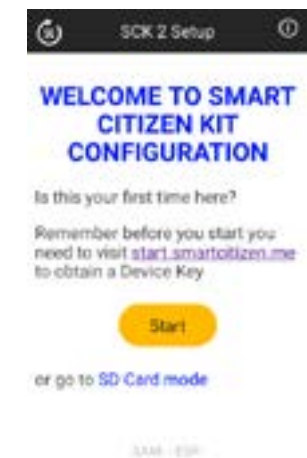 SCK 2 Setup
WELCOME TO SMART
CITIZEN KIT
CONFIGURATION
Is this your first time here?
Remember before you start you
need to visit start.smartcitizen.me
to obtain a Device Key
Start
or go to SD Card mode